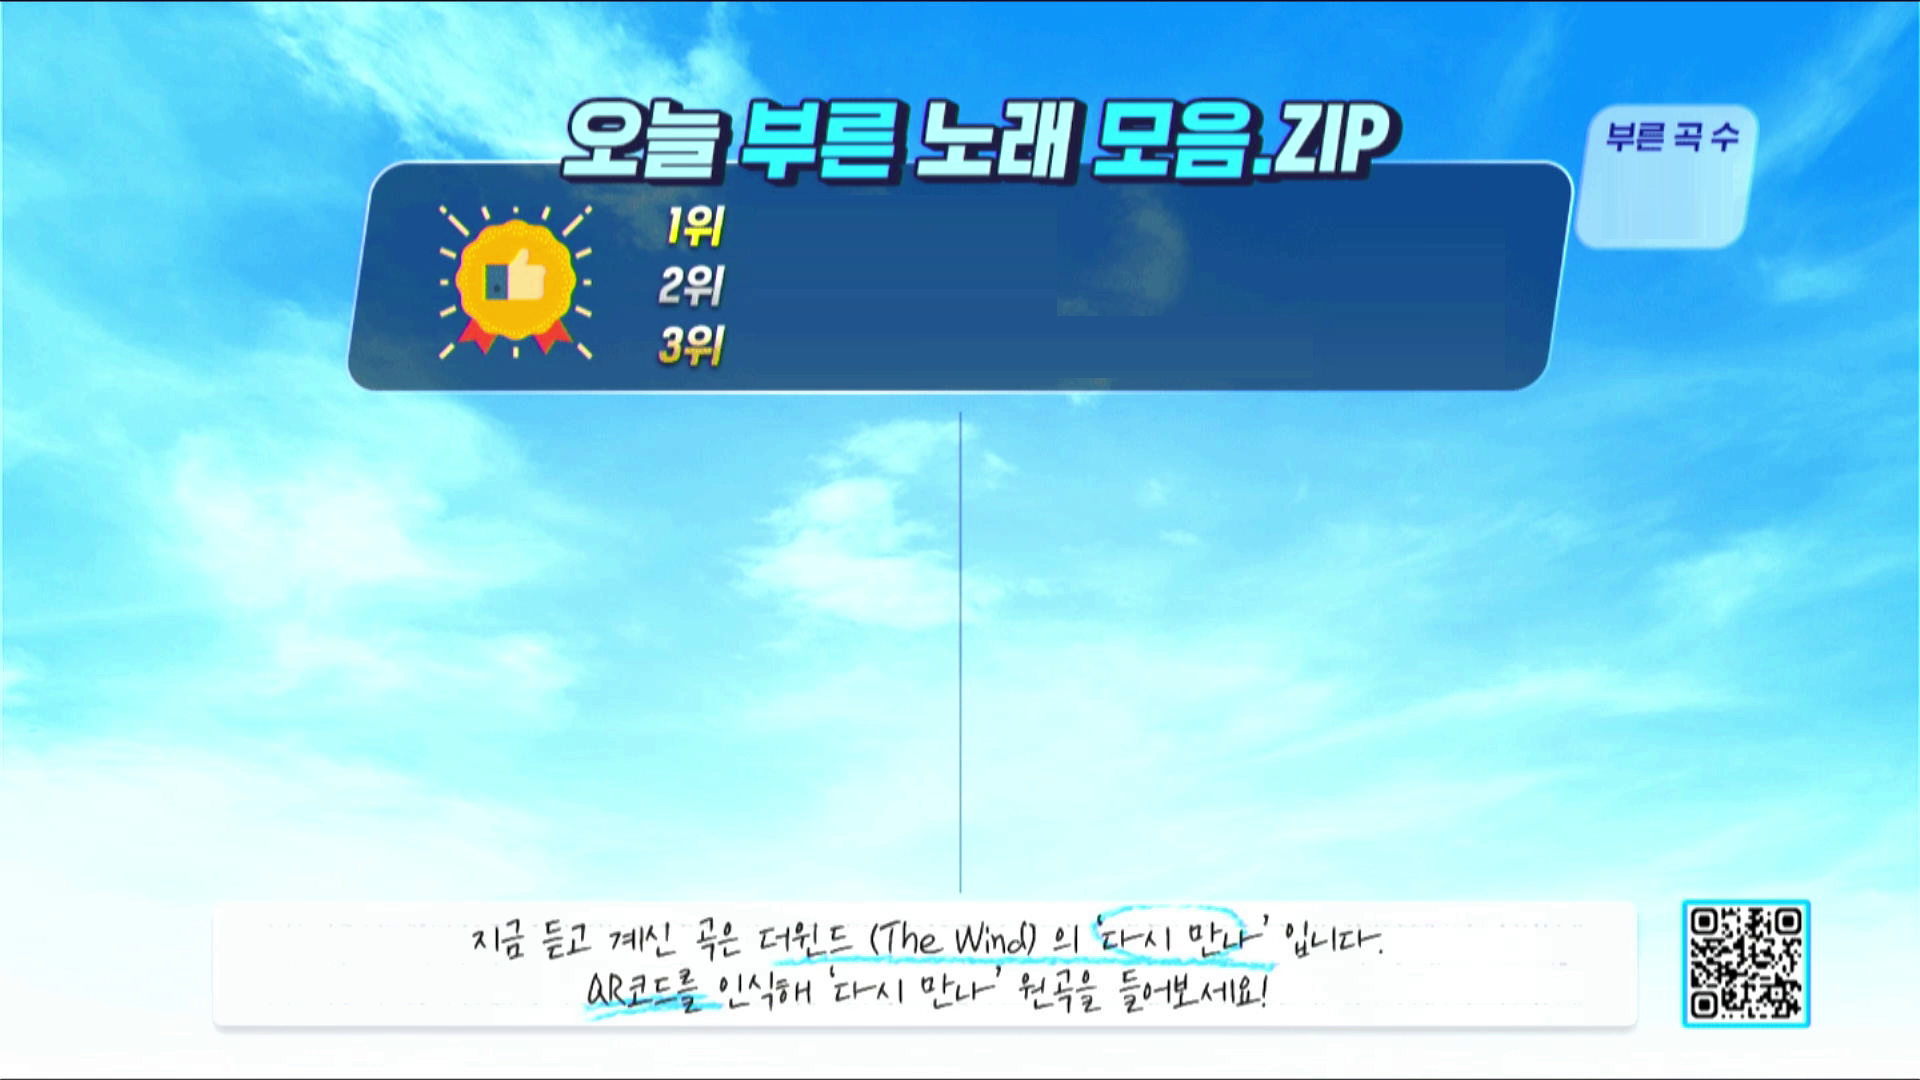 오늘 부른 노래 모음.ZIP
부른 곡 수
1위
2위
3위
지금 듣고 계신 곡은 더윈드 (The Wind) 의 '다시 만나' 입니다.
QR코드를 인식해 '다시 만나' 원곡을 들어보세요!